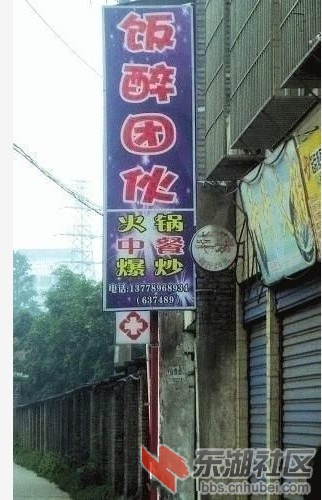 饭醉团伙
火锅
中餐
爆炒
电话:13778968934
(637489)
东湖社区
bbs.cnhubei.com